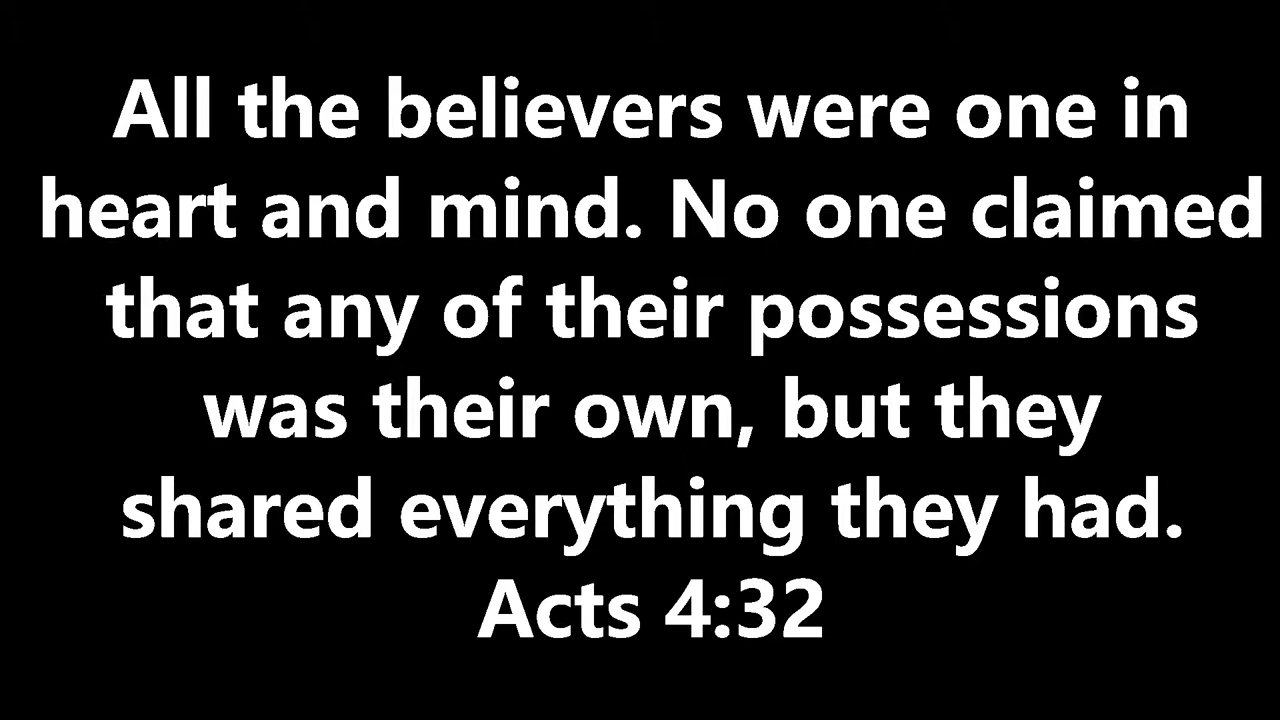 All the believers were one in
heart and mind. No one claimed
that any of their possessions
was their own, but they
shared everything they had.
Acts 4:32